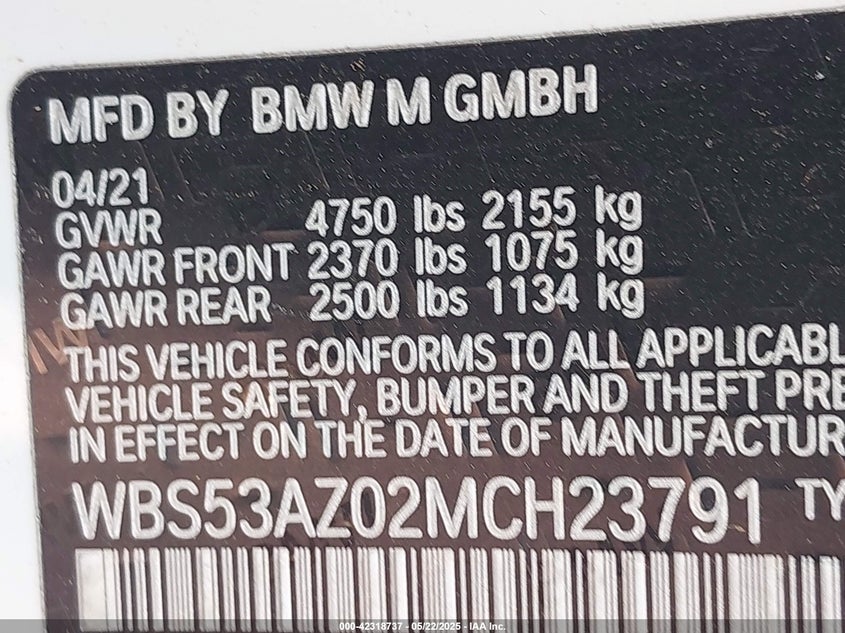 MFD BY BMW M GMBH
04/21
GVWR 4750 lbs 2155 kg
GAWR FRONT 2370 lbs 1075 kg
GAWR REAR 2500 lbs 1134 kg
THIS VEHICLE CONFORMS TO ALL APPLICABL
VEHICLE SAFETY, BUMPER AND THEFT PRE
IN EFFECT ON THE DATE OF MANUFACTUR
WBS53AZ02MCH23791 TY
000-42318737 - 05/22/2025 - IAA Inc.